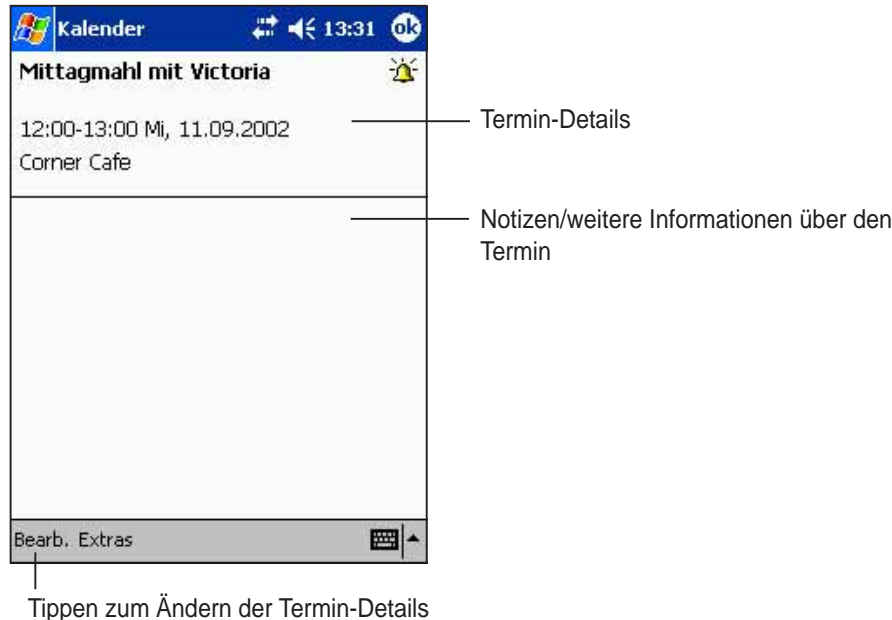 Kalender 13:31 ok
Mittagmahl mit Victoria
12:00-13:00 Mi, 11.09.2002
Corner Cafe
Termin-Details
Notizen/weitere Informationen über den
Termin
Bearb. Extras
Tippen zum Ändern der Termin-Details